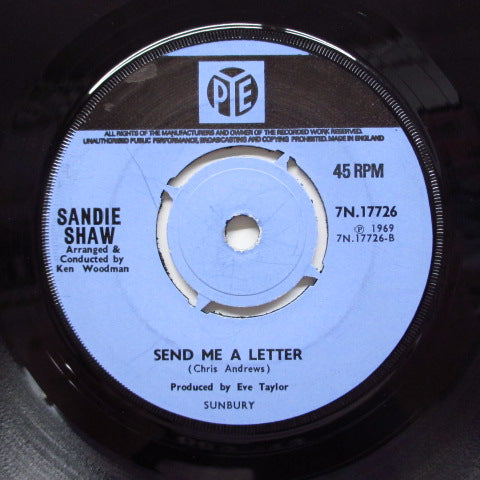 PYE
ALL RIGHTS OF THE MANUFACTURERS AND OWNER OF THE RECORDED WORK RESERVED.
UNAUTHORISED PUBLIC PERFORMANCE, BROADCASTING AND COPYING PROHIBITED. MADE IN ENGLAND
45 RPM
SANDIE
SHAW
Arranged &
Conducted by
Ken Woodman
7N.17726
Ⓟ 1969
7N.17726-B
SEND ME A LETTER
(Chris Andrews)
Produced by Eve Taylor
SUNBURY